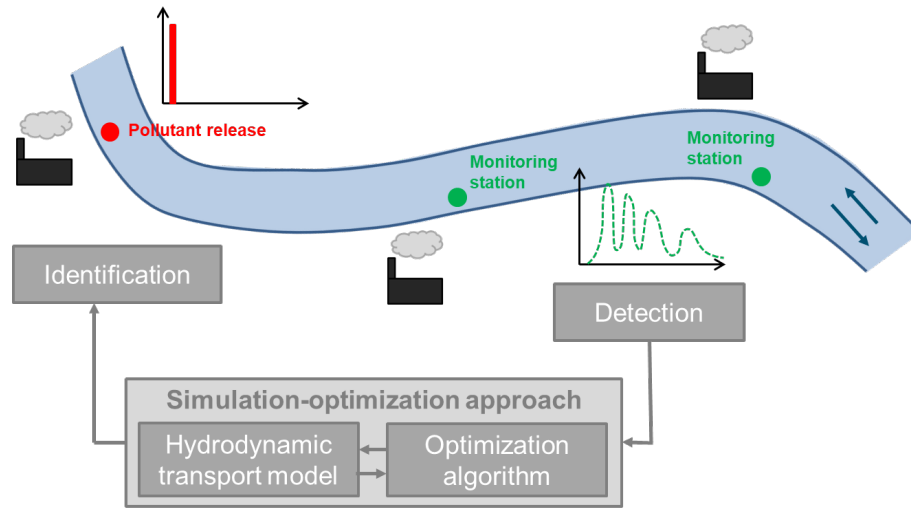 Pollutant release
Monitoring
station
Monitoring
station
Identification
Detection
Simulation-optimization approach
Hydrodynamic
transport model
Optimization
algorithm